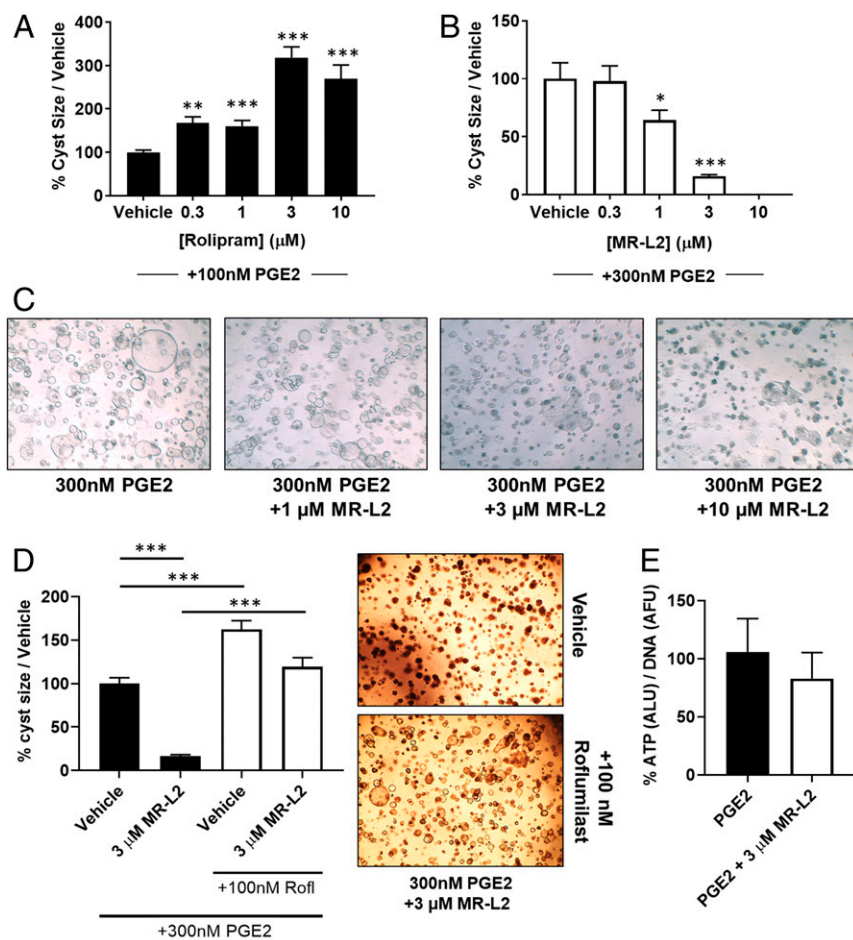 A
% Cyst Size / Vehicle
400
300
200
100
0
**
***
***
***
Vehicle 0.3 1 3 10
[Rolipram] (μM)
+100nM PGE2
B
% Cyst Size / Vehicle
150
100
50
0
*
***
Vehicle 0.3 1 3 10
[MR-L2] (μM)
+300nM PGE2
C
300nM PGE2
300nM PGE2
+1 μM MR-L2
300nM PGE2
+3 μM MR-L2
300nM PGE2
+10 μM MR-L2
D
% cyst size / Vehicle
200
150
100
50
0
***
***
***
Vehicle
3 μM MR-L2
Vehicle
3 μM MR-L2
+100nM Rofl
+300nM PGE2
Vehicle
+100 nM
Roflumilast
300nM PGE2
+3 μM MR-L2
E
% ATP (ALU) / DNA (AFU)
150
100
50
0
PGE2
PGE2 + 3 μM MR-L2